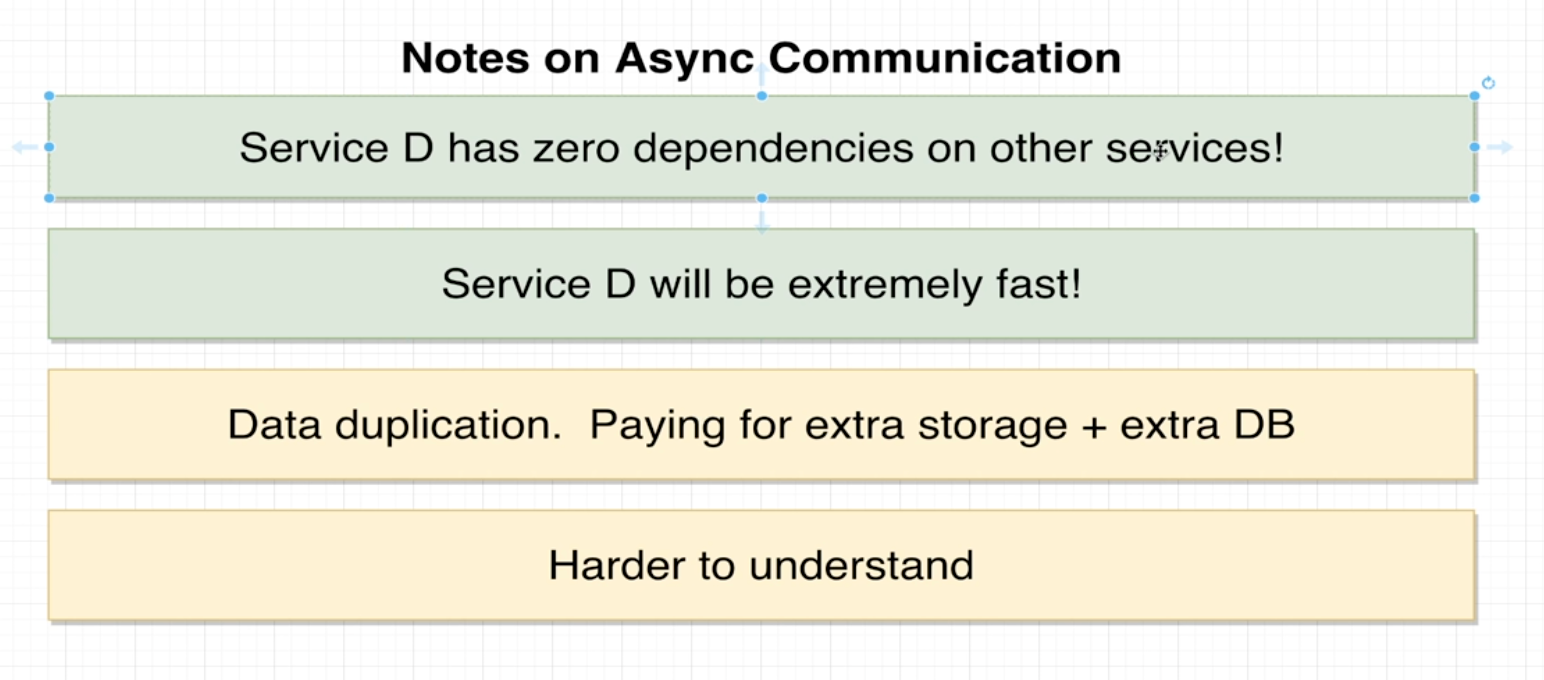 Notes on Async Communication
Service D has zero dependencies on other services!
Service D will be extremely fast!
Data duplication.  Paying for extra storage + extra DB
Harder to understand